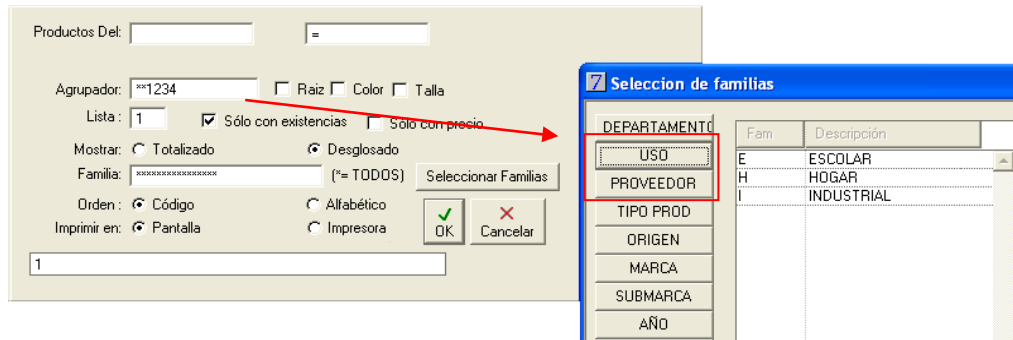 Productos Del: =
Agrupador: **1234 Raiz Color Talla
Lista : 1 Sólo con existencias Sólo con precio
Mostrar: Totalizado Desglosado
Familia: **************** (*= TODOS) Seleccionar Familias
Orden : Código Alfabético
Imprimir en: Pantalla Impresora OK Cancelar
1
7 Seleccion de familias
DEPARTAMENTO
USO
PROVEEDOR
TIPO PROD
ORIGEN
MARCA
SUBMARCA
AÑO
Fam Descripción
E ESCOLAR
H HOGAR
I INDUSTRIAL